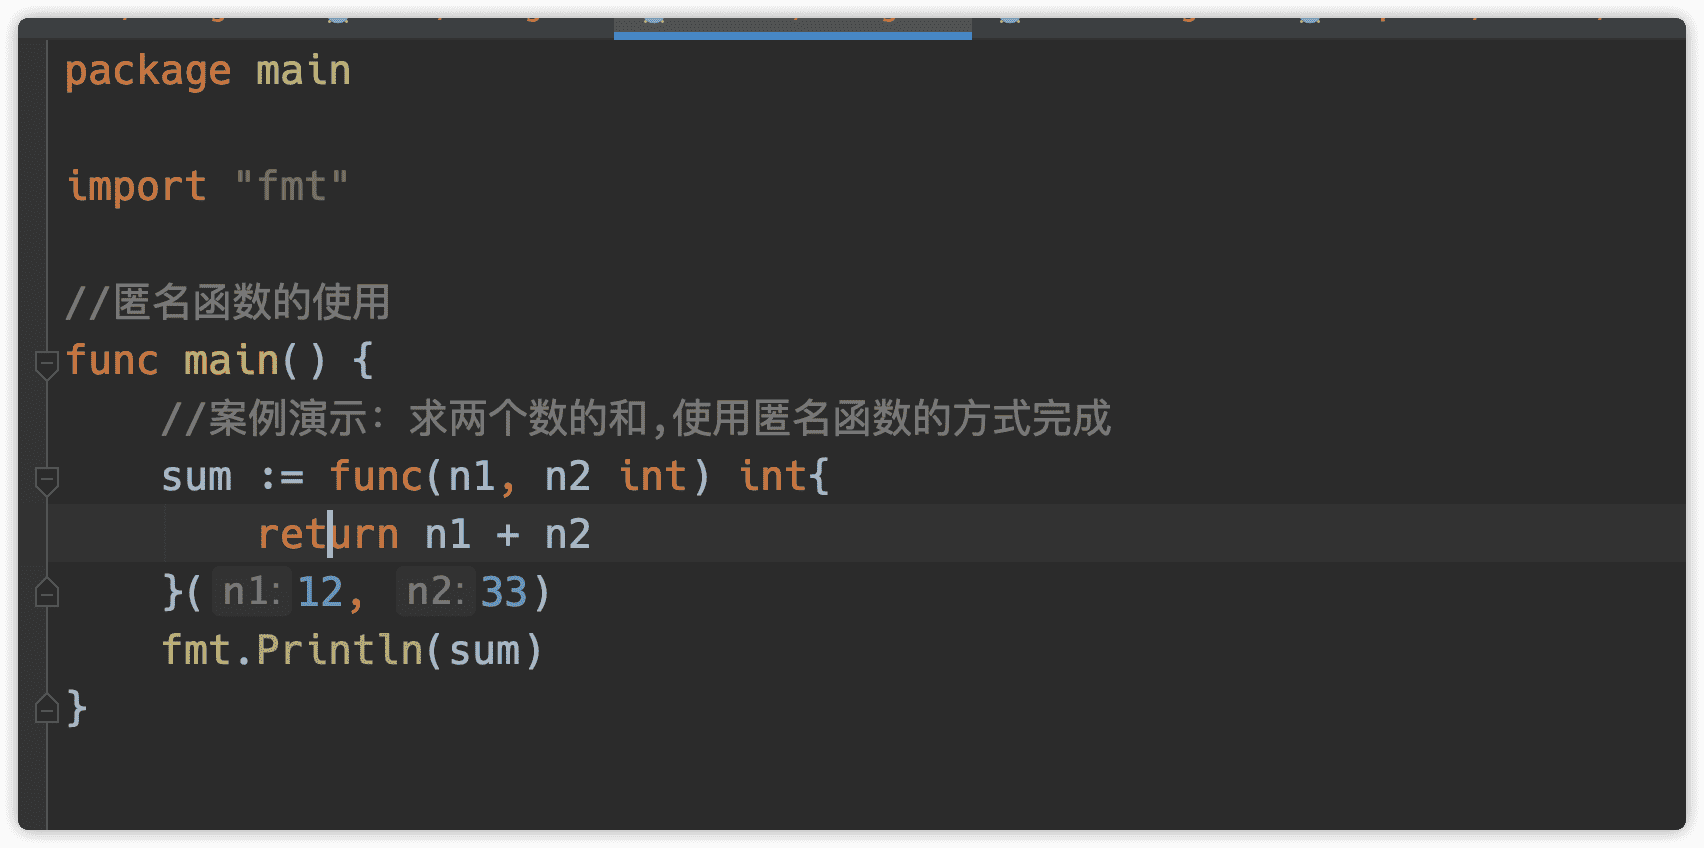 package main
import "fmt"
//匿名函数的使用
func main() {
//案例演示：求两个数的和,使用匿名函数的方式完成
sum := func(n1, n2 int) int{
return n1 + n2
}( n1: 12, n2: 33)
fmt.Println(sum)
}